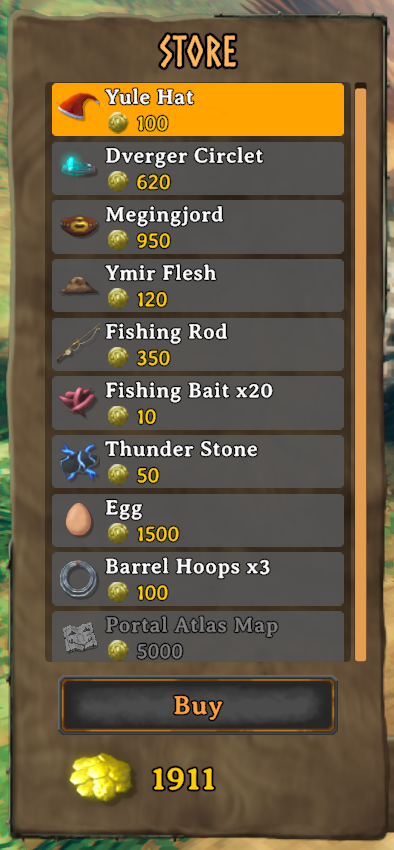 STORE
Yule Hat
100
Dverger Circlet
620
Megingjord
950
Ymir Flesh
120
Fishing Rod
350
Fishing Bait x20
10
Thunder Stone
50
Egg
1500
Barrel Hoops x3
100
Portal Atlas Map
5000
Buy
1911